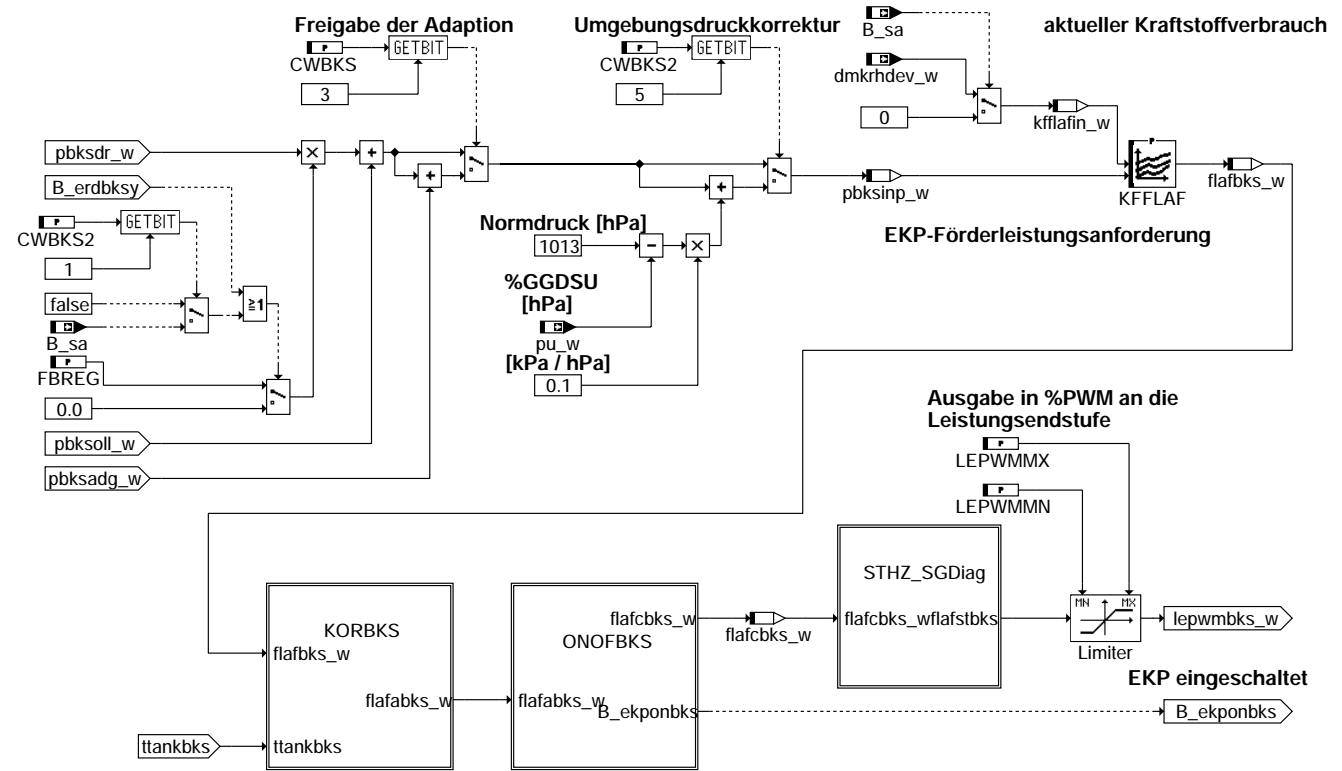 Freigabe der Adaption
Umgebungsdruckkorrektur
B_sa
aktueller Kraftstoffverbrauch
P
GETBIT
CWBKS
P
GETBIT
CWBKS2
dmkrhdev_w
3
5
0
kfflafin_w
pbksdr_w
P
KFFLAF
flafbks_w
pbksinp_w
B_erdbksy
P
GETBIT
CWBKS2
1
Normdruck [hPa]
1013
EKP-Förderleistungsanforderung
false
≥1
%GGDSU
[hPa]
B_sa
pu_w
P
FBREG
[kPa / hPa]
0.1
0.0
Ausgabe in %PWM an die
Leistungsendstufe
pbksoll_w
P
LEPWMMX
pbksadg_w
P
LEPWMMN
STHZ_SGDiag
KORBKS
ONOFBKS
flafcbks_w
flafcbks_w
flafcbks_w
flafstbks
MN
MX
Limiter
lepwmbks_w
flafbks_w
EKP eingeschaltet
flafabks_w
flafabks_w
B_ekponbks
B_ekponbks
ttankbks
ttankbks